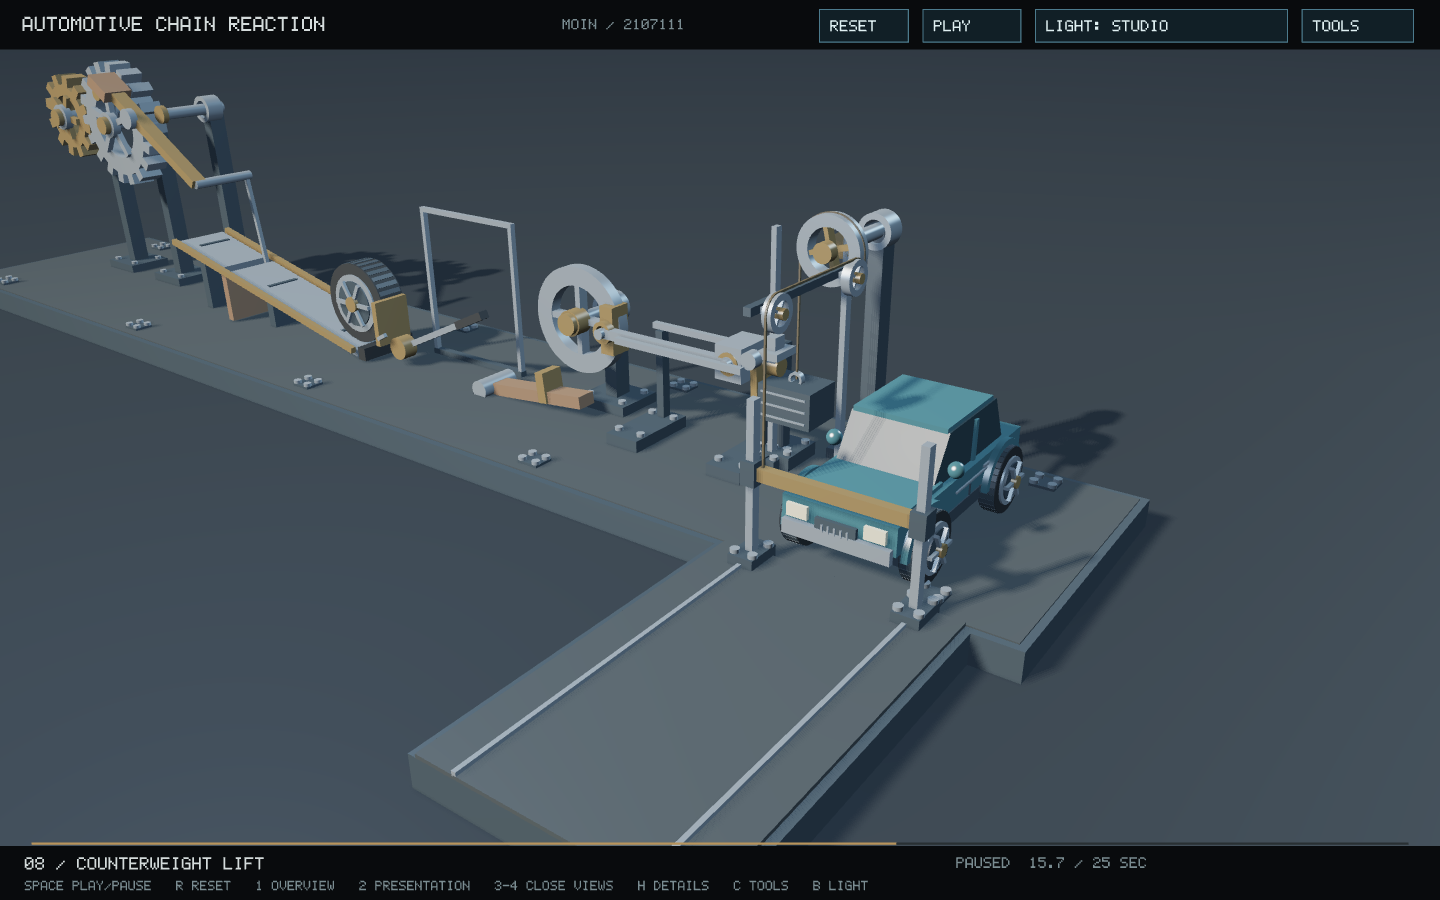 AUTOMOTIVE CHAIN REACTION
MOIN / 2107111
RESET
PLAY
LIGHT: STUDIO
TOOLS
08 / COUNTERWEIGHT LIFT
PAUSED 15.7 / 25 SEC
SPACE PLAY/PAUSE R RESET 1 OVERVIEW 2 PRESENTATION 3-4 CLOSE VIEWS H DETAILS C TOOLS B LIGHT